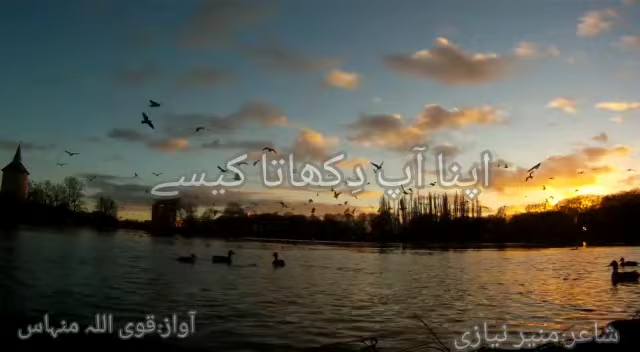 اپنا آپ دکھاتا کیسے
شاعر:منیر نیازی
آواز:قوی اللہ منہاس